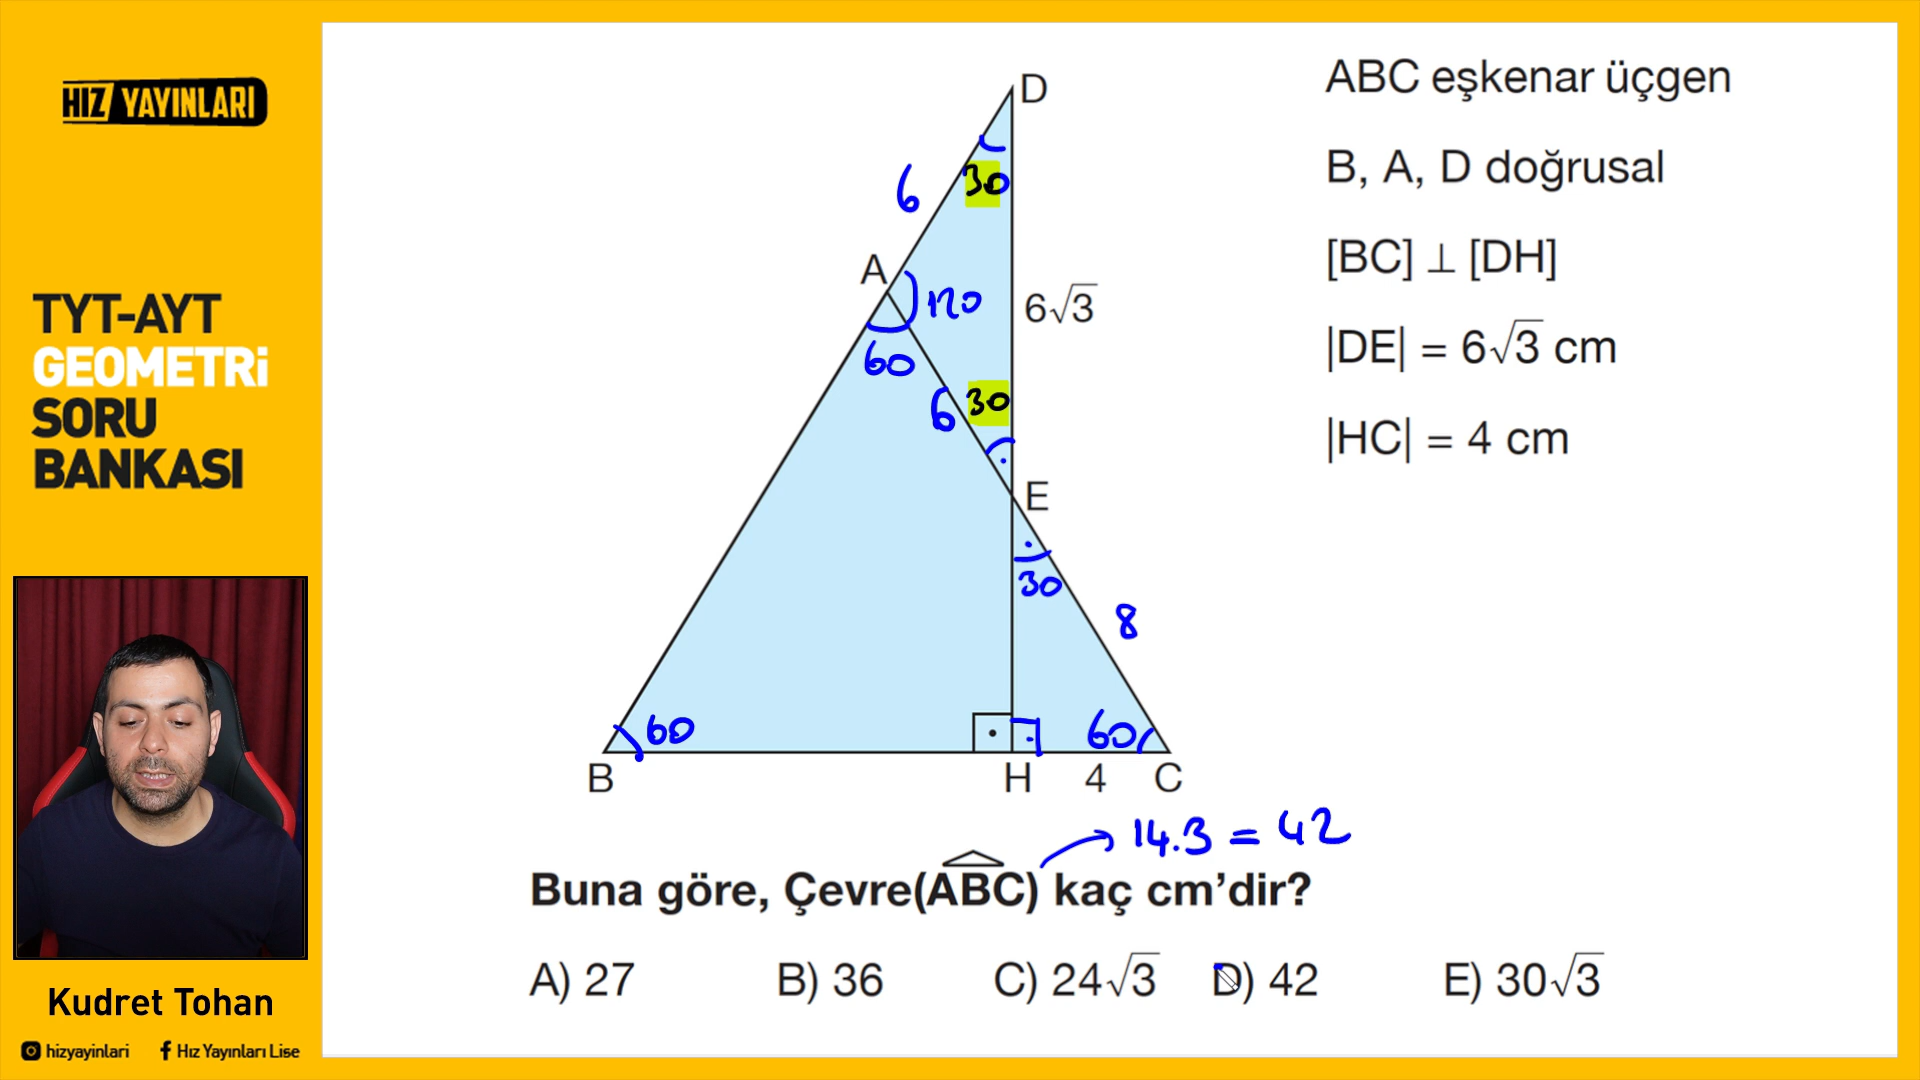 HIZ YAYINLARI
TYT-AYT
GEOMETRi
SORU
BANKASI
Kudret Tohan
hizyayinlari
Hız Yayınları Lise
D
30
6
A
120
6√3
60
6
30
E
30
8
60
60
B
H
4
C
ABC eşkenar üçgen
B, A, D doğrusal
[BC] ⊥ [DH]
|DE| = 6√3 cm
|HC| = 4 cm
14.3 = 42
Buna göre, Çevre(ABC) kaç cm’dir?
A) 27 B) 36 C) 24√3 D) 42 E) 30√3